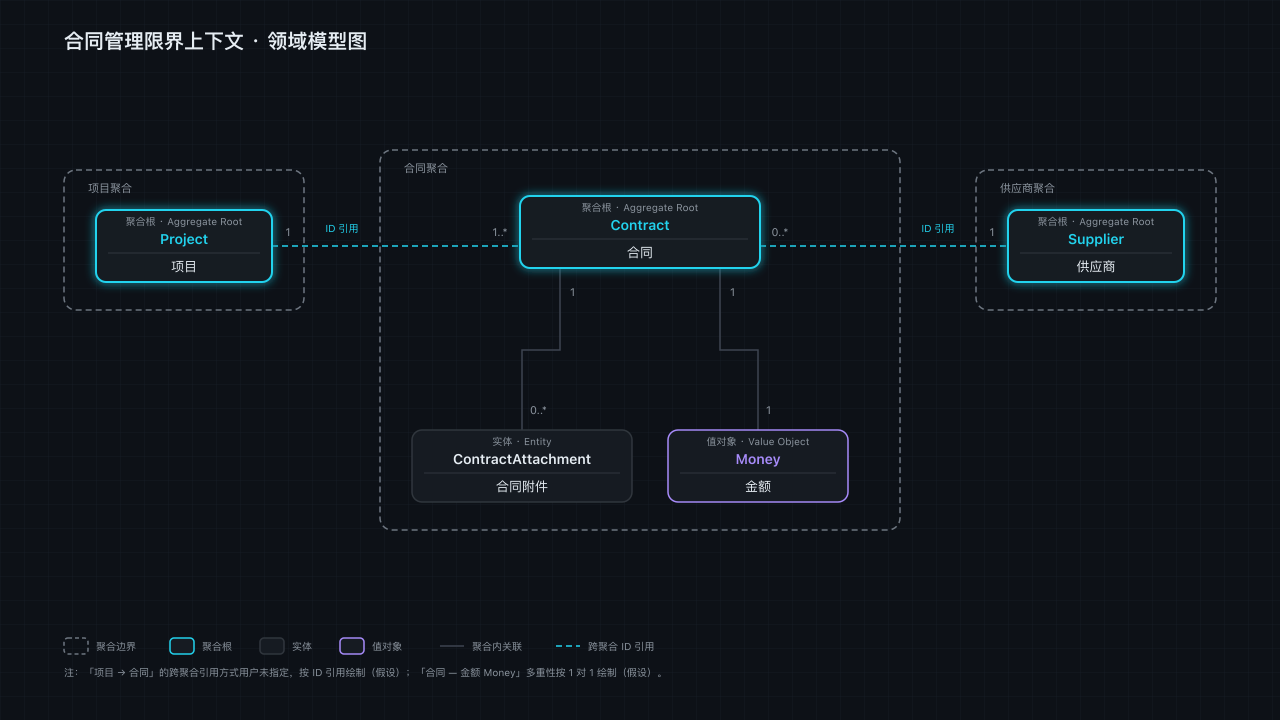 合同管理限界上下文 · 领域模型图
项目聚合
聚合根 · Aggregate Root
Project
项目
1
ID 引用
1..*
合同聚合
聚合根 · Aggregate Root
Contract
合同
0..*
ID 引用
1
供应商聚合
聚合根 · Aggregate Root
Supplier
供应商
1
1
0..*
1
实体 · Entity
ContractAttachment
合同附件
值对象 · Value Object
Money
金额
聚合边界
聚合根
实体
值对象
聚合内关联
跨聚合 ID 引用
注：「项目 → 合同」的跨聚合引用方式用户未指定，按 ID 引用绘制（假设）；「合同 — 金额 Money」多重性按 1 对 1 绘制（假设）。